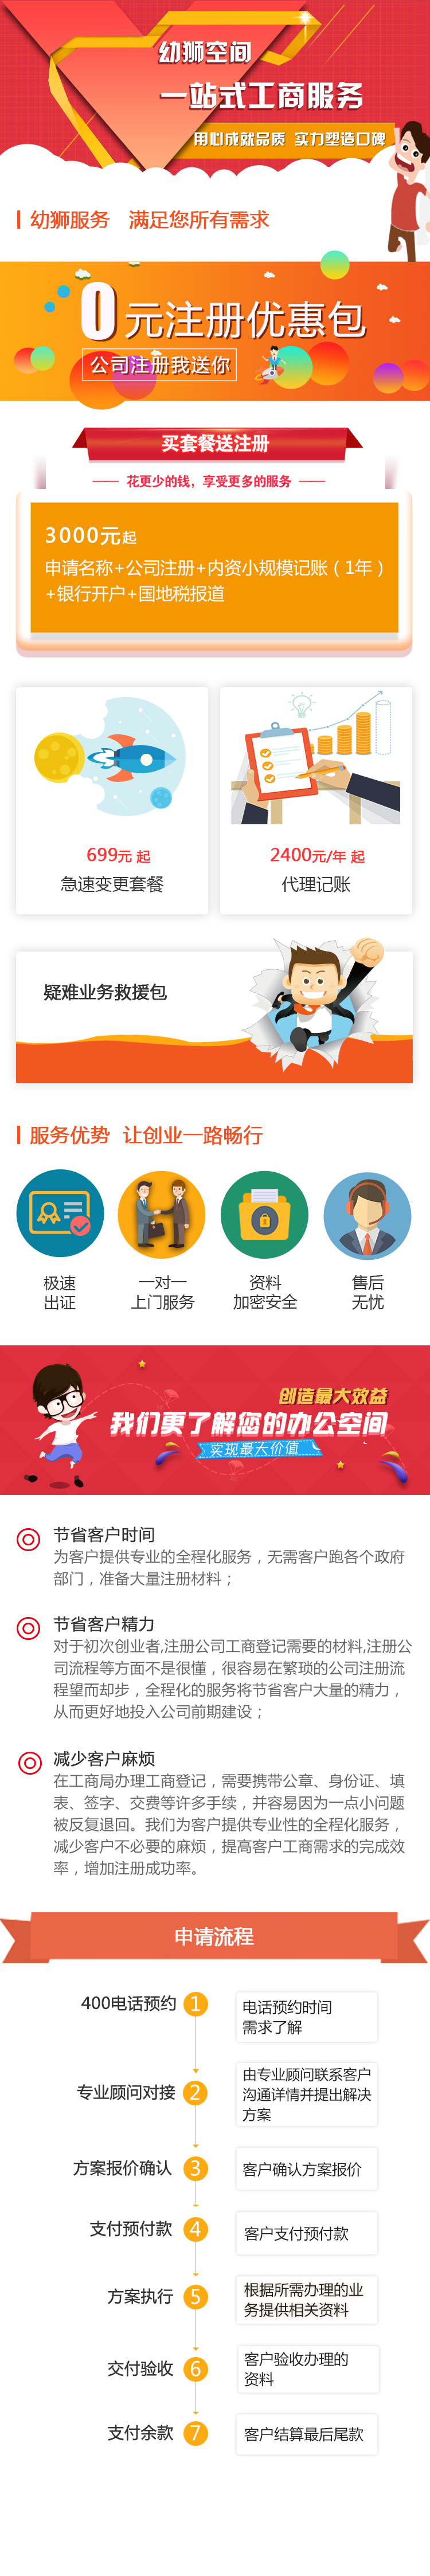 幼狮空间
一站式工商服务
用心成就品质 实力塑造口碑
幼狮服务 满足您所有需求
0元注册优惠包
公司注册我送你
买套餐送注册
花更少的钱，享受更多的服务
3000元起
申请名称+公司注册+内资小规模记账（1年）
+银行开户+国地税报道
699元 起
急速变更套餐
2400元/年 起
代理记账
疑难业务救援包
服务优势 让创业一路畅行
极速
出证
一对一
上门服务
资料
加密安全
售后
无忧
创造最大效益
我们更了解您的办公空间
实现最大价值
节省客户时间
为客户提供专业的全程化服务，无需客户跑各个政府
部门，准备大量注册材料；
节省客户精力
对于初次创业者,注册公司工商登记需要的材料,注册公
司流程等方面不是很懂，很容易在繁琐的公司注册流
程望而却步，全程化的服务将节省客户大量的精力，
从而更好地投入公司前期建设；
减少客户麻烦
在工商局办理工商登记，需要携带公章、身份证、填
表、签字、交费等许多手续，并容易因为一点小问题
被反复退回。我们为客户提供专业性的全程化服务，
减少客户不必要的麻烦，提高客户工商需求的完成效
率，增加注册成功率。
申请流程
400电话预约 1
电话预约时间
需求了解
专业顾问对接 2
由专业顾问联系客户
沟通详情并提出解决
方案
方案报价确认 3
客户确认方案报价
支付预付款 4
客户支付预付款
方案执行 5
根据所需办理的业
务提供相关资料
交付验收 6
客户验收办理的
资料
支付余款 7
客户结算最后尾款